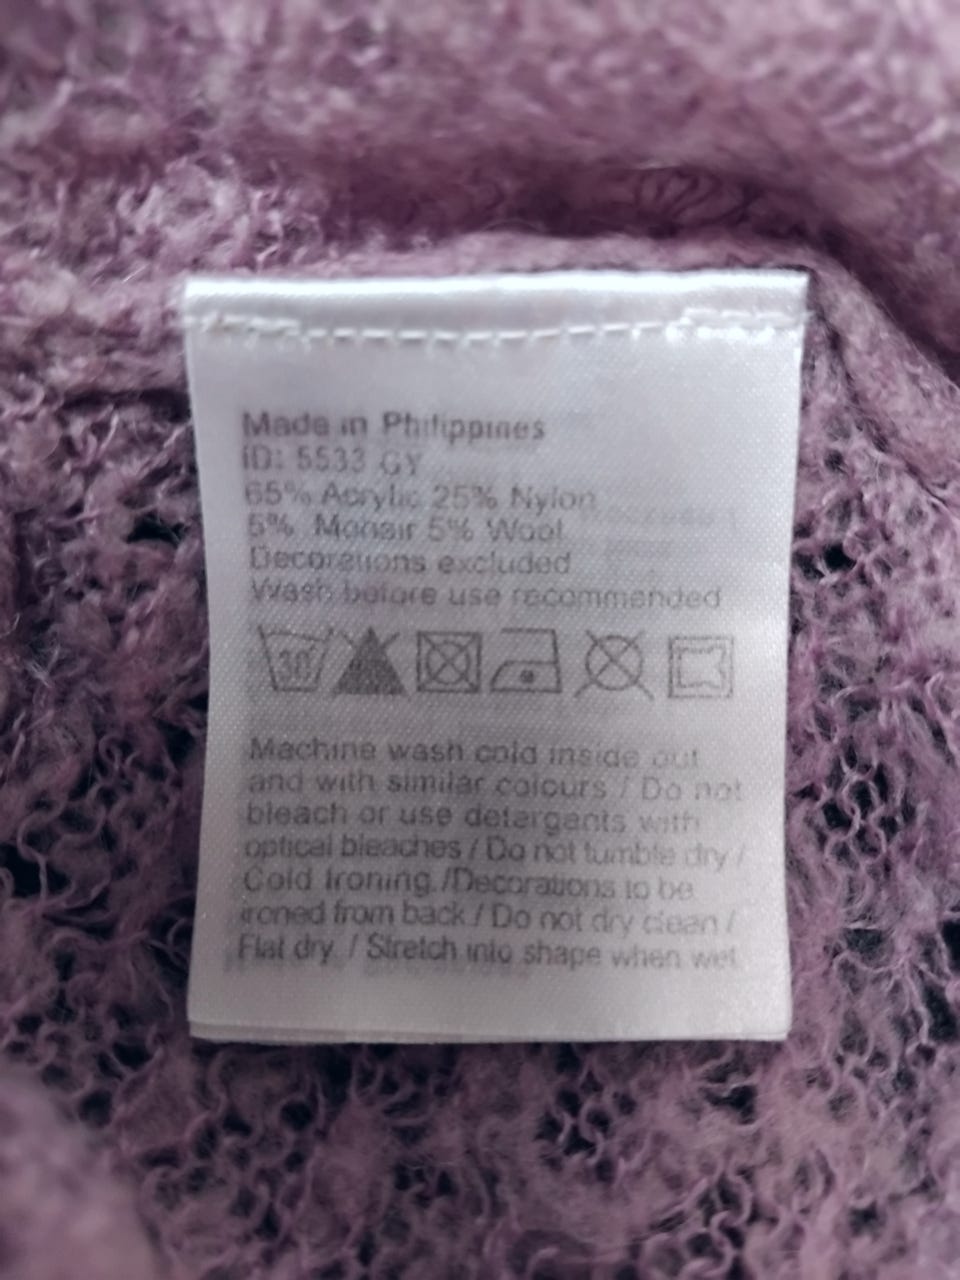 Made in Philippines
ID: 5533 GY
65% Acrylic 25% Nylon
5% Mohair 5% Wool
Decorations excluded
Wash before use recommended
30
Machine wash cold inside out
and with similar colours / Do not
bleach or use detergents with
optical bleaches / Do not tumble dry /
Cold Ironing /Decorations to be
ironed from back / Do not dry clean /
Flat dry / Stretch into shape when wet